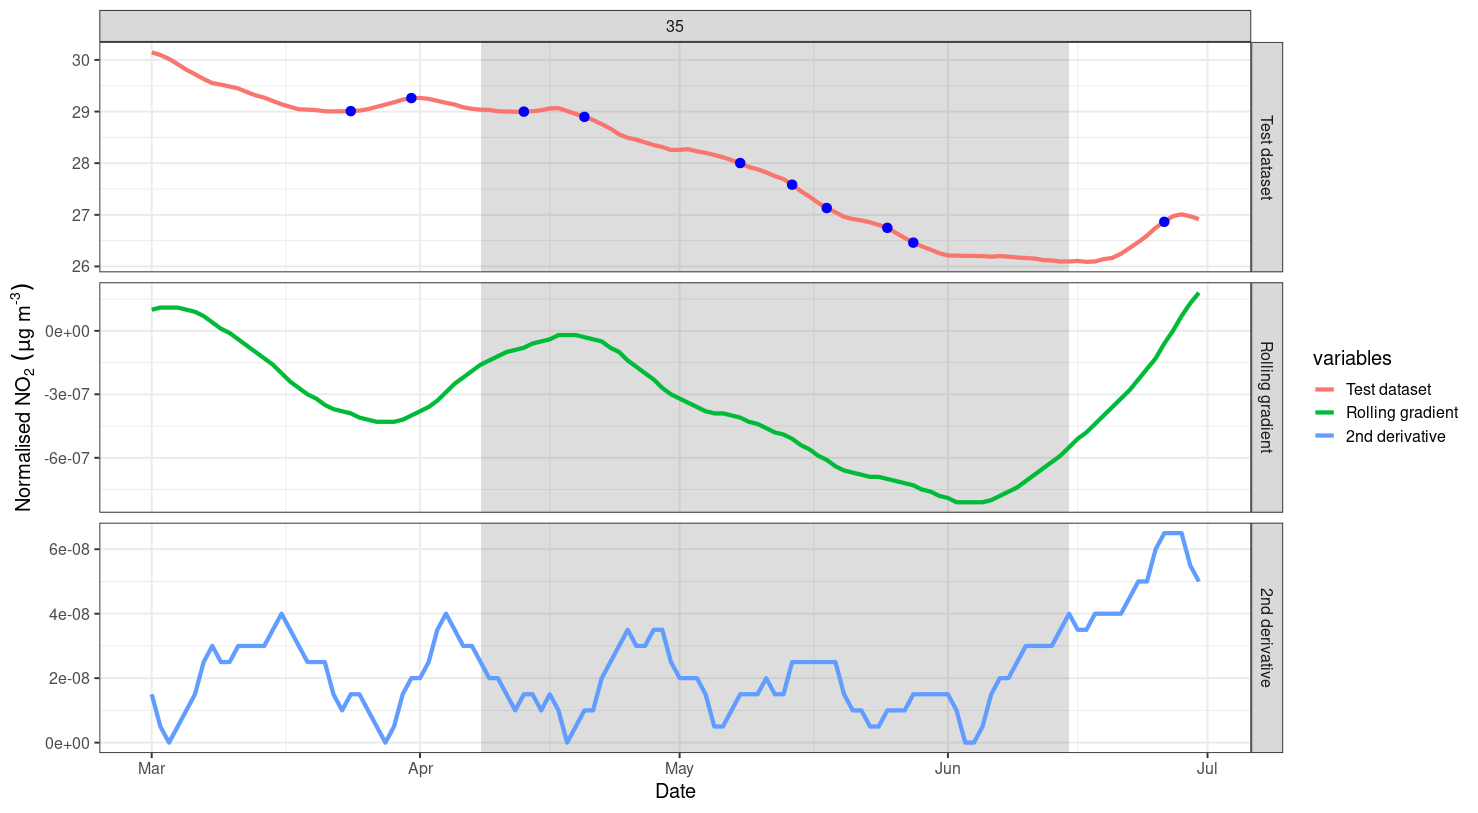 35
30
29
28
27
26
Test dataset
0e+00
-3e-07
-6e-07
Rolling gradient
6e-08
4e-08
2e-08
0e+00
2nd derivative
Mar Apr May Jun Jul
Date
Normalised NO₂ (µg m⁻³)
variables
Test dataset
Rolling gradient
2nd derivative